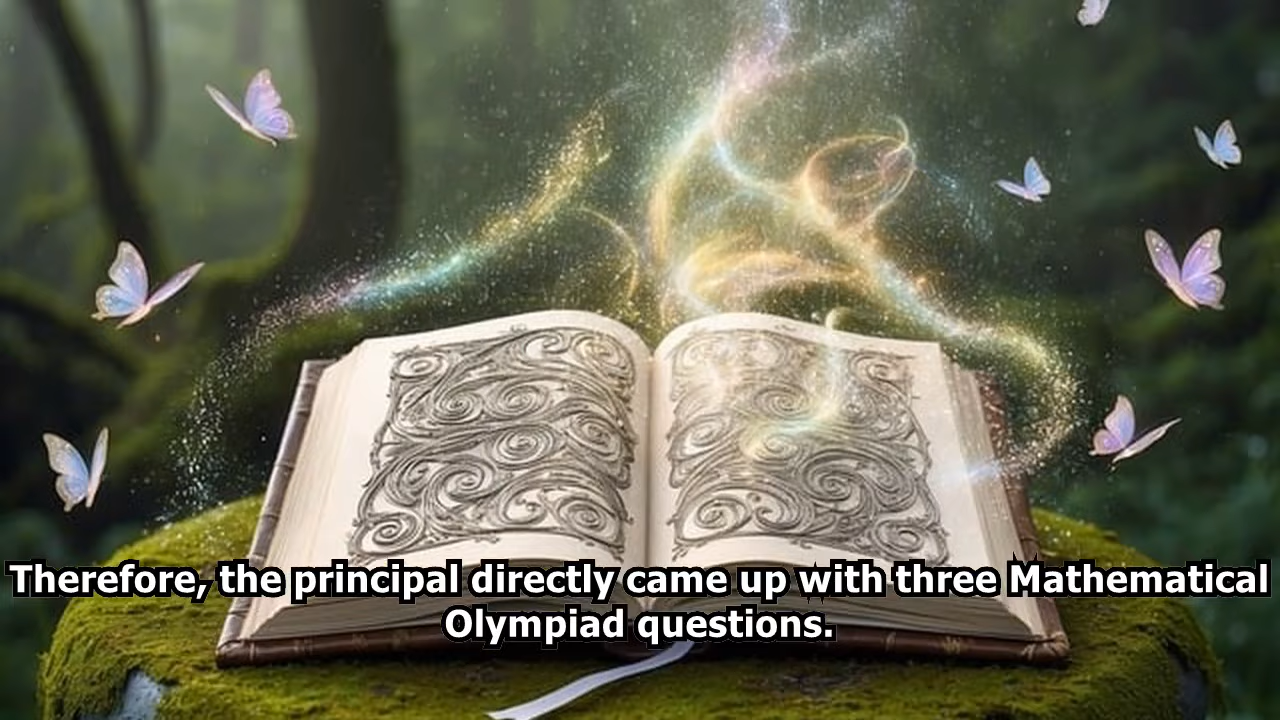 Therefore, the principal directly came up with three Mathematical
Olympiad questions.